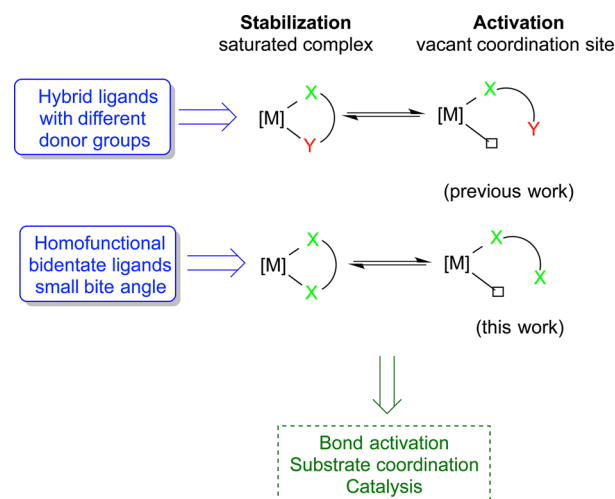 Stabilization
saturated complex
Activation
vacant coordination site
Hybrid ligands
with different
donor groups
[M]
X
Y
[M]
X
Y
(previous work)
Homofunctional
bidentate ligands
small bite angle
[M]
X
X
[M]
X
X
(this work)
Bond activation
Substrate coordination
Catalysis